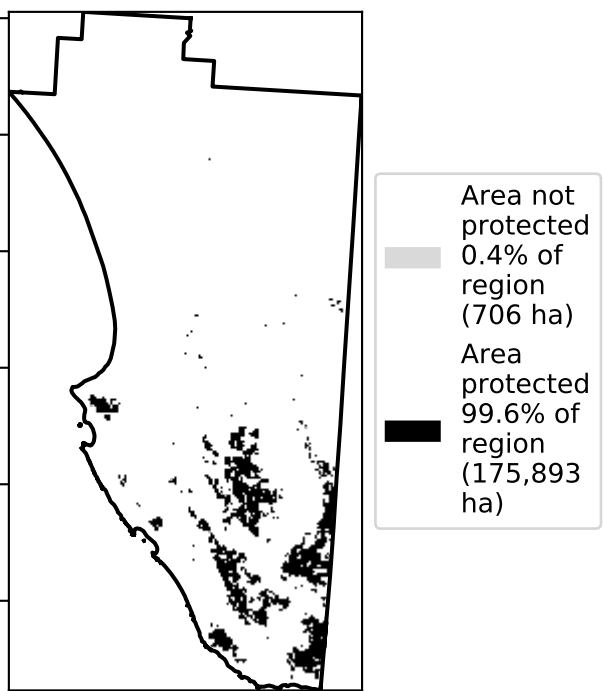 Area not
protected
0.4% of
region
(706 ha)
Area
protected
99.6% of
region
(175,893
ha)